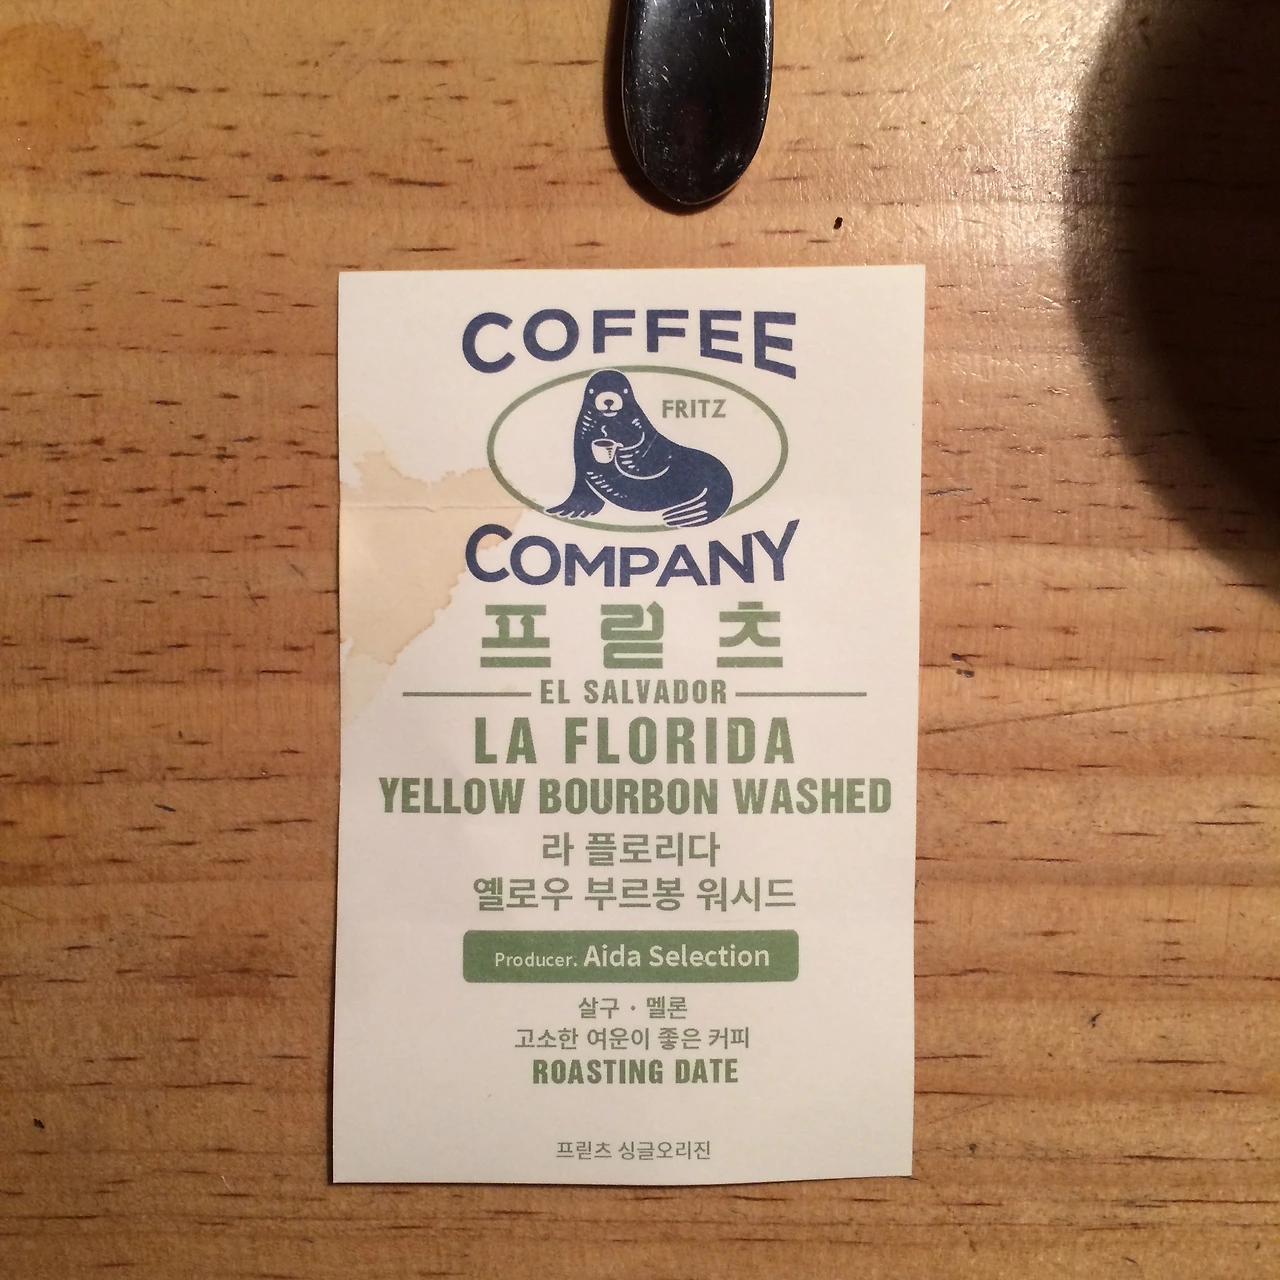 COFFEE
FRITZ
COMPANY
프릳츠
EL SALVADOR
LA FLORIDA
YELLOW BOURBON WASHED
라 플로리다
옐로우 부르봉 워시드
Producer. Aida Selection
살구 · 멜론
고소한 여운이 좋은 커피
ROASTING DATE
프릳츠 싱글오리진